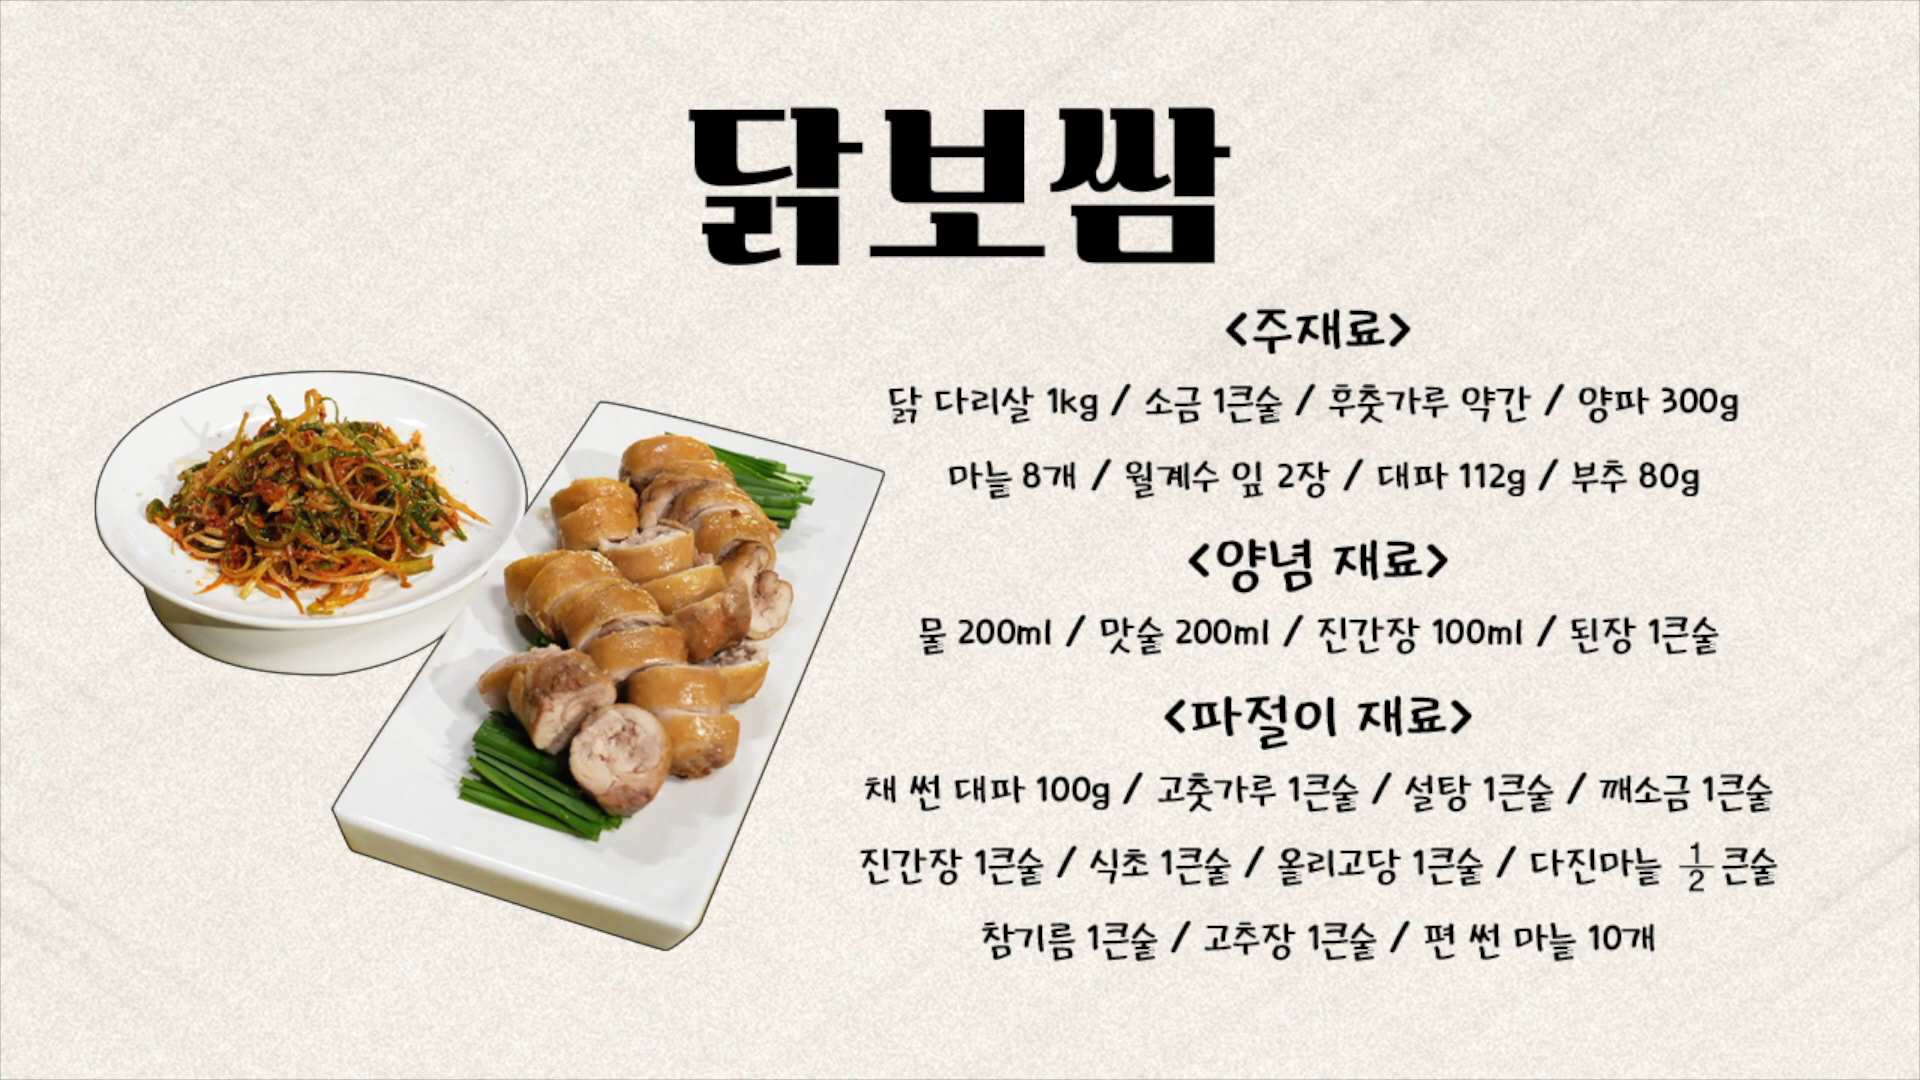 닭보쌈
<주재료>
닭 다리살 1kg / 소금 1큰술 / 후춧가루 약간 / 양파 300g
마늘 8개 / 월계수 잎 2장 / 대파 112g / 부추 80g
<양념 재료>
물 200ml / 맛술 200ml / 진간장 100ml / 된장 1큰술
<파절이 재료>
채 썬 대파 100g / 고춧가루 1큰술 / 설탕 1큰술 / 깨소금 1큰술
진간장 1큰술 / 식초 1큰술 / 올리고당 1큰술 / 다진마늘 1/2큰술
참기름 1큰술 / 고추장 1큰술 / 편 썬 마늘 10개